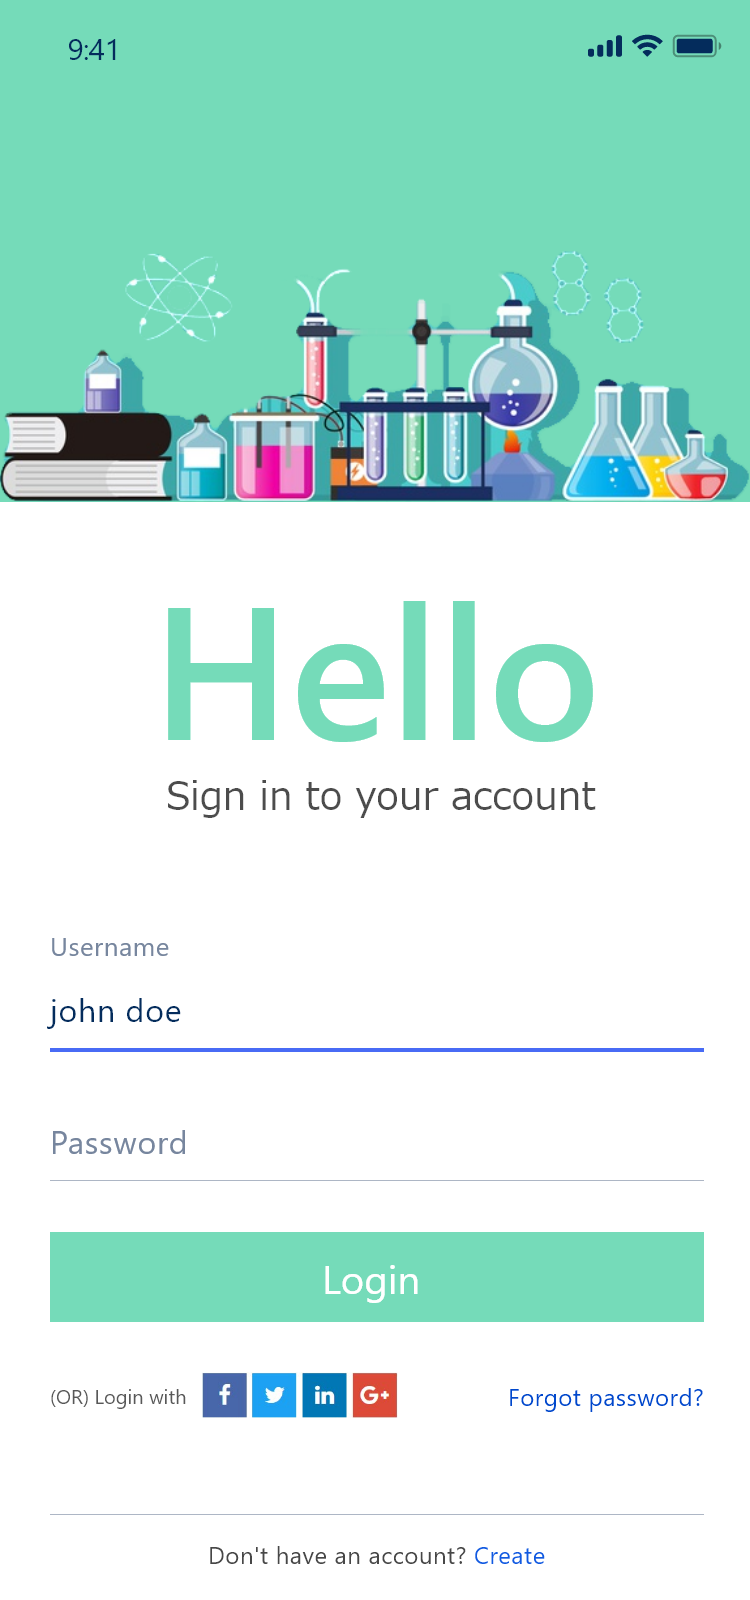 9:41
Hello
Sign in to your account
Username
john doe
Password
Login
(OR) Login with f in G+ Forgot password?
Don't have an account? Create